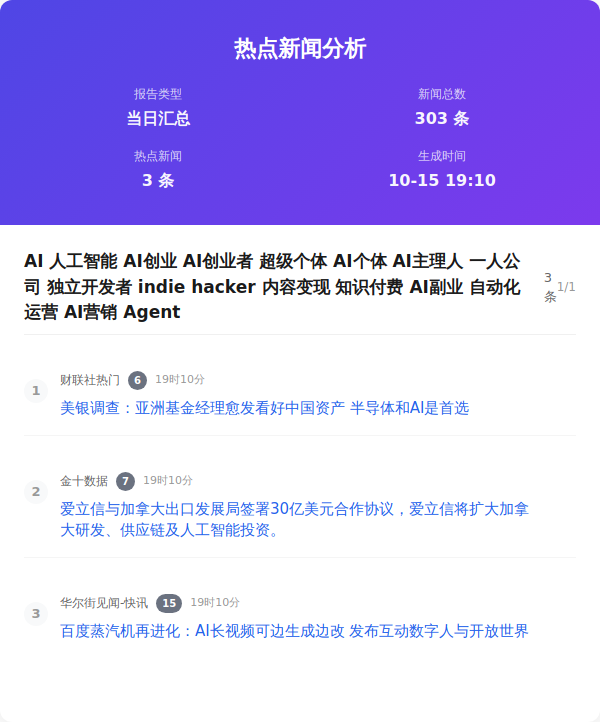 热点新闻分析
报告类型
当日汇总
新闻总数
303 条
热点新闻
3 条
生成时间
10-15 19:10
AI 人工智能 AI创业 AI创业者 超级个体 AI个体 AI主理人 一人公
司 独立开发者 indie hacker 内容变现 知识付费 AI副业 自动化
运营 AI营销 Agent
3
条
1/1
1
财联社热门 6 19时10分
美银调查：亚洲基金经理愈发看好中国资产 半导体和AI是首选
2
金十数据 7 19时10分
爱立信与加拿大出口发展局签署30亿美元合作协议，爱立信将扩大加拿
大研发、供应链及人工智能投资。
3
华尔街见闻-快讯 15 19时10分
百度蒸汽机再进化：AI长视频可边生成边改 发布互动数字人与开放世界